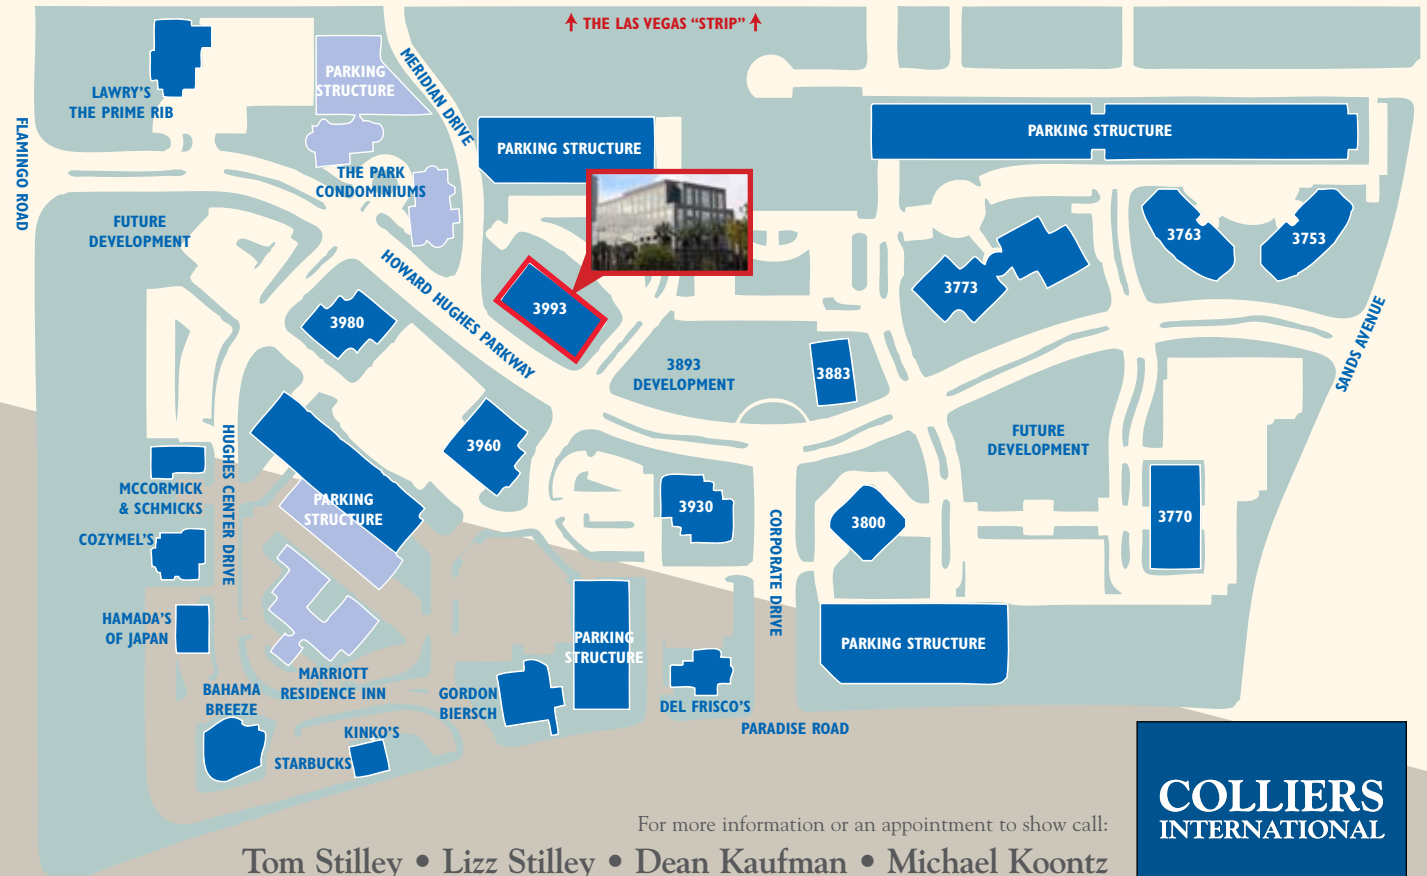 THE LAS VEGAS “STRIP”
LAWRY’S
THE PRIME RIB
PARKING
STRUCTURE
MERIDIAN DRIVE
FLAMINGO ROAD
PARKING STRUCTURE
PARKING STRUCTURE
THE PARK
CONDOMINIUMS
FUTURE
DEVELOPMENT
3763
3753
HOWARD HUGHES PARKWAY
3773
3993
3980
SANDS AVENUE
3893
DEVELOPMENT
3883
3960
FUTURE
DEVELOPMENT
HUGHES CENTER DRIVE
MCCORMICK
& SCHMICKS
PARKING
STRUCTURE
3930
CORPORATE DRIVE
3800
3770
COZYMEL’S
HAMADA’S
OF JAPAN
PARKING
STRUCTURE
PARKING STRUCTURE
MARRIOTT
RESIDENCE INN
BAHAMA
BREEZE
GORDON
BIERSCH
DEL FRISCO’S
PARADISE ROAD
KINKO’S
STARBUCKS
COLLIERS
INTERNATIONAL
For more information or an appointment to show call:
Tom Stilley • Lizz Stilley • Dean Kaufman • Michael Koontz